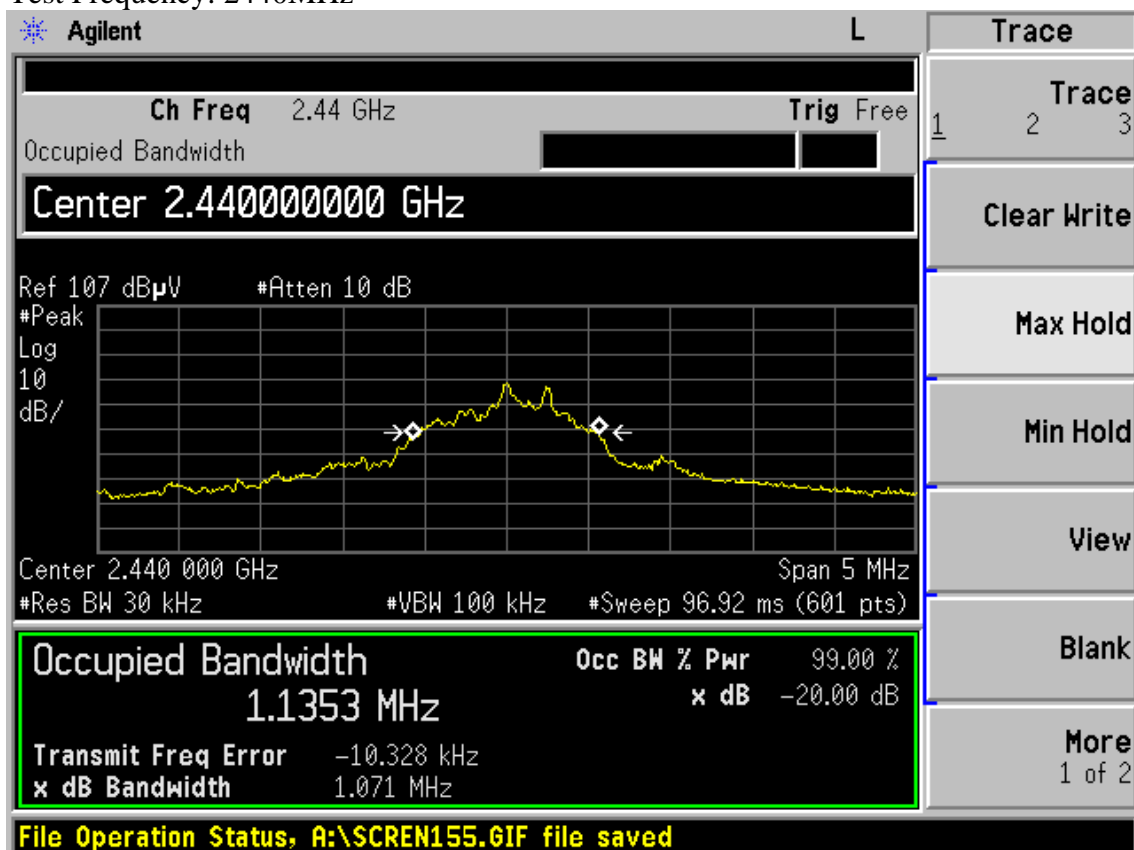 Test Frequency: 2440MHz
Agilent L
Ch Freq 2.44 GHz Trig Free
Occupied Bandwidth
Center 2.440000000 GHz
Ref 107 dBµV #Atten 10 dB
#Peak
Log
10
dB/
Center 2.440 000 GHz Span 5 MHz
#Res BW 30 kHz #VBW 100 kHz #Sweep 96.92 ms (601 pts)
Occupied Bandwidth Occ BW % Pwr 99.00 %
1.1353 MHz x dB -20.00 dB
Transmit Freq Error -10.328 kHz
x dB Bandwidth 1.071 MHz
File Operation Status, A:\SCREN155.GIF file saved
Trace
Trace
1 2 3
Clear Write
Max Hold
Min Hold
View
Blank
More
1 of 2